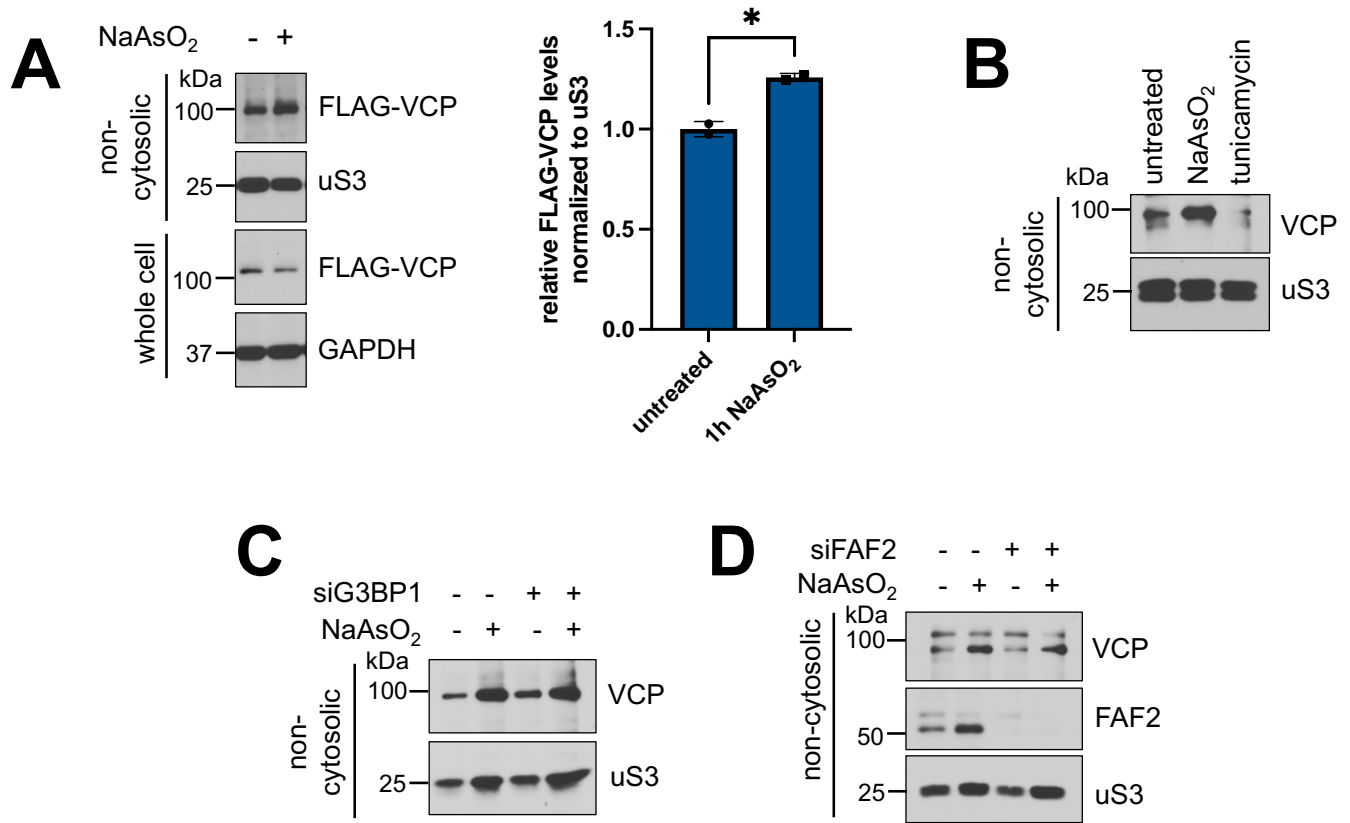 A
NaAsO2 - +
kDa
non-
cytosolic
100
FLAG-VCP
25
uS3
whole cell
100
FLAG-VCP
37
GAPDH
relative FLAG-VCP levels
normalized to uS3
*
1.5
1.0
0.5
0.0
untreated
1h NaAsO2
B
untreated
NaAsO2
tunicamycin
kDa
non-
cytosolic
100
VCP
25
uS3
C
siG3BP1 - - + +
NaAsO2 - + - +
kDa
non-
cytosolic
100
VCP
25
uS3
D
siFAF2 - - + +
NaAsO2 - + - +
kDa
non-cytosolic
100
VCP
50
FAF2
25
uS3